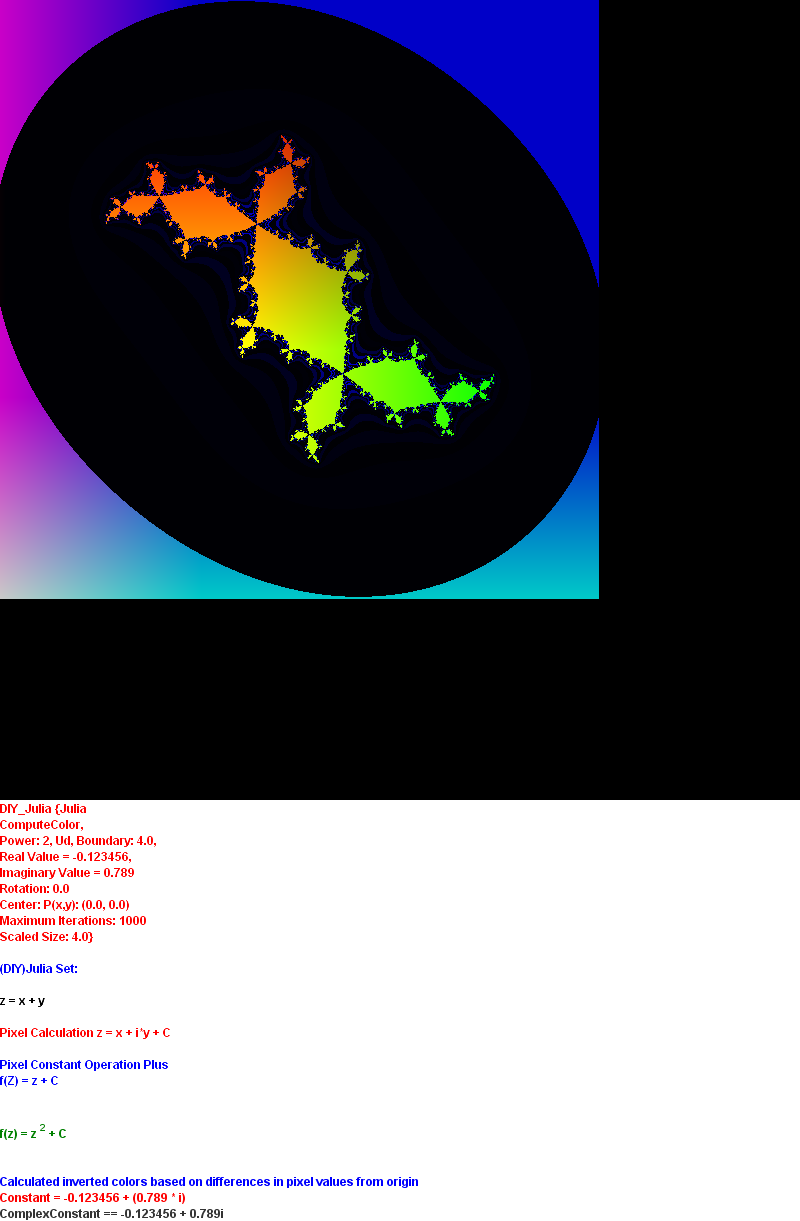 DIY_Julia {Julia
ComputeColor,
Power: 2, Ud, Boundary: 4.0,
Real Value = -0.123456,
Imaginary Value = 0.789
Rotation: 0.0
Center: P(x,y): (0.0, 0.0)
Maximum Iterations: 1000
Scaled Size: 4.0}
(DIY)Julia Set:
z = x + y
Pixel Calculation z = x + i*y + C
Pixel Constant Operation Plus
f(Z) = z + C
f(z) = z ² + C
Calculated inverted colors based on differences in pixel values from origin
Constant = -0.123456 + (0.789 * i)
ComplexConstant == -0.123456 + 0.789i